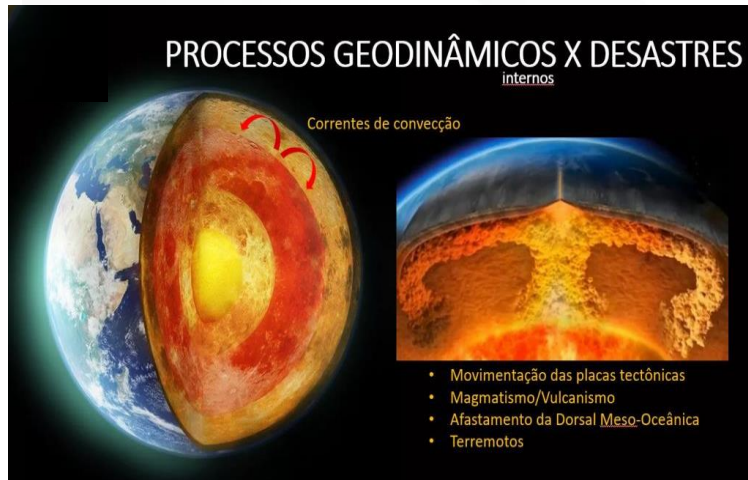 PROCESSOS GEODINÂMICOS X DESASTRES
internos
Correntes de convecção
• Movimentação das placas tectônicas
• Magmatismo/Vulcanismo
• Afastamento da Dorsal Meso-Oceânica
• Terremotos